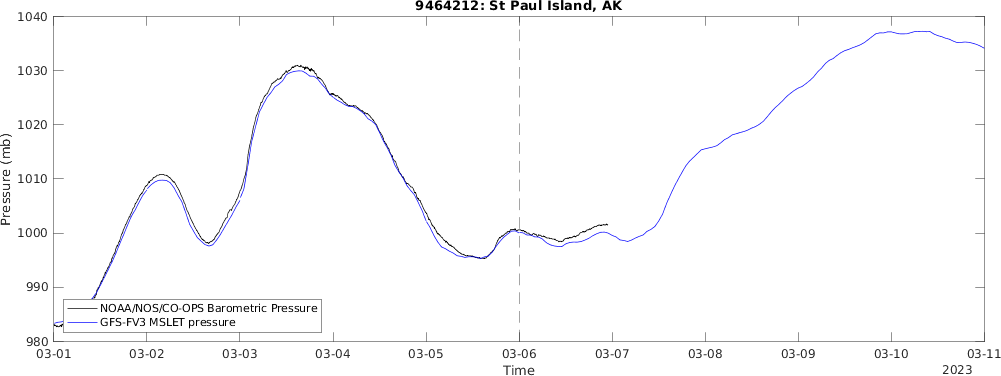 9464212: St Paul Island, AK
Pressure (mb)
1040
1030
1020
1010
1000
990
980
NOAA/NOS/CO-OPS Barometric Pressure
GFS-FV3 MSLET pressure
03-01 03-02 03-03 03-04 03-05 03-06 03-07 03-08 03-09 03-10 03-11
Time
2023